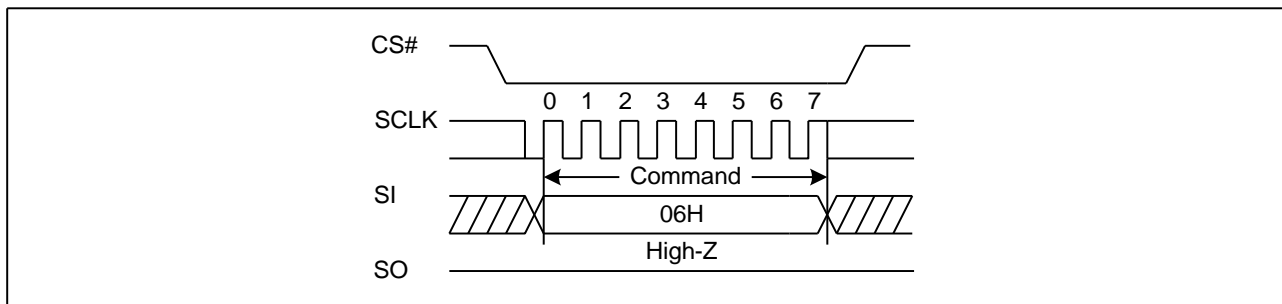 CS#
0 1 2 3 4 5 6 7
SCLK
Command
SI
06H
High-Z
SO